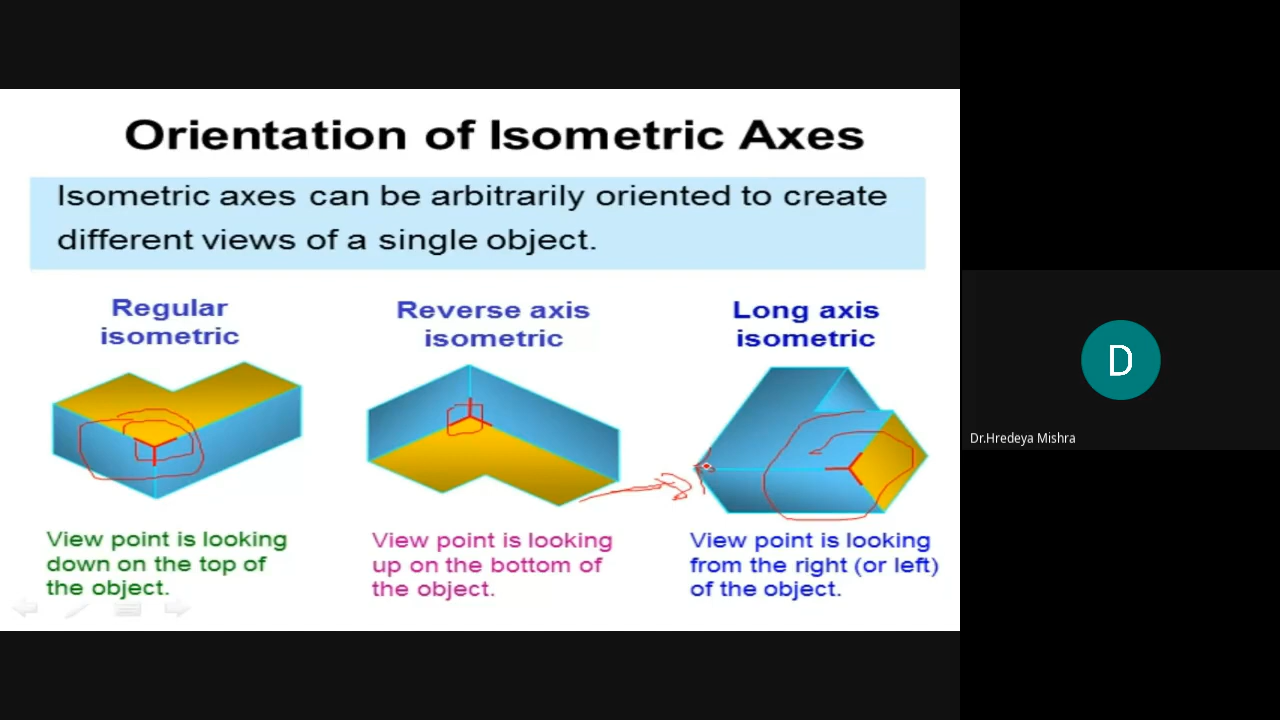 Orientation of Isometric Axes
Isometric axes can be arbitrarily oriented to create
different views of a single object.
Regular
isometric
Reverse axis
isometric
Long axis
isometric
View point is looking
down on the top of
the object.
View point is looking
up on the bottom of
the object.
View point is looking
from the right (or left)
of the object.
D
Dr.Hredeya Mishra